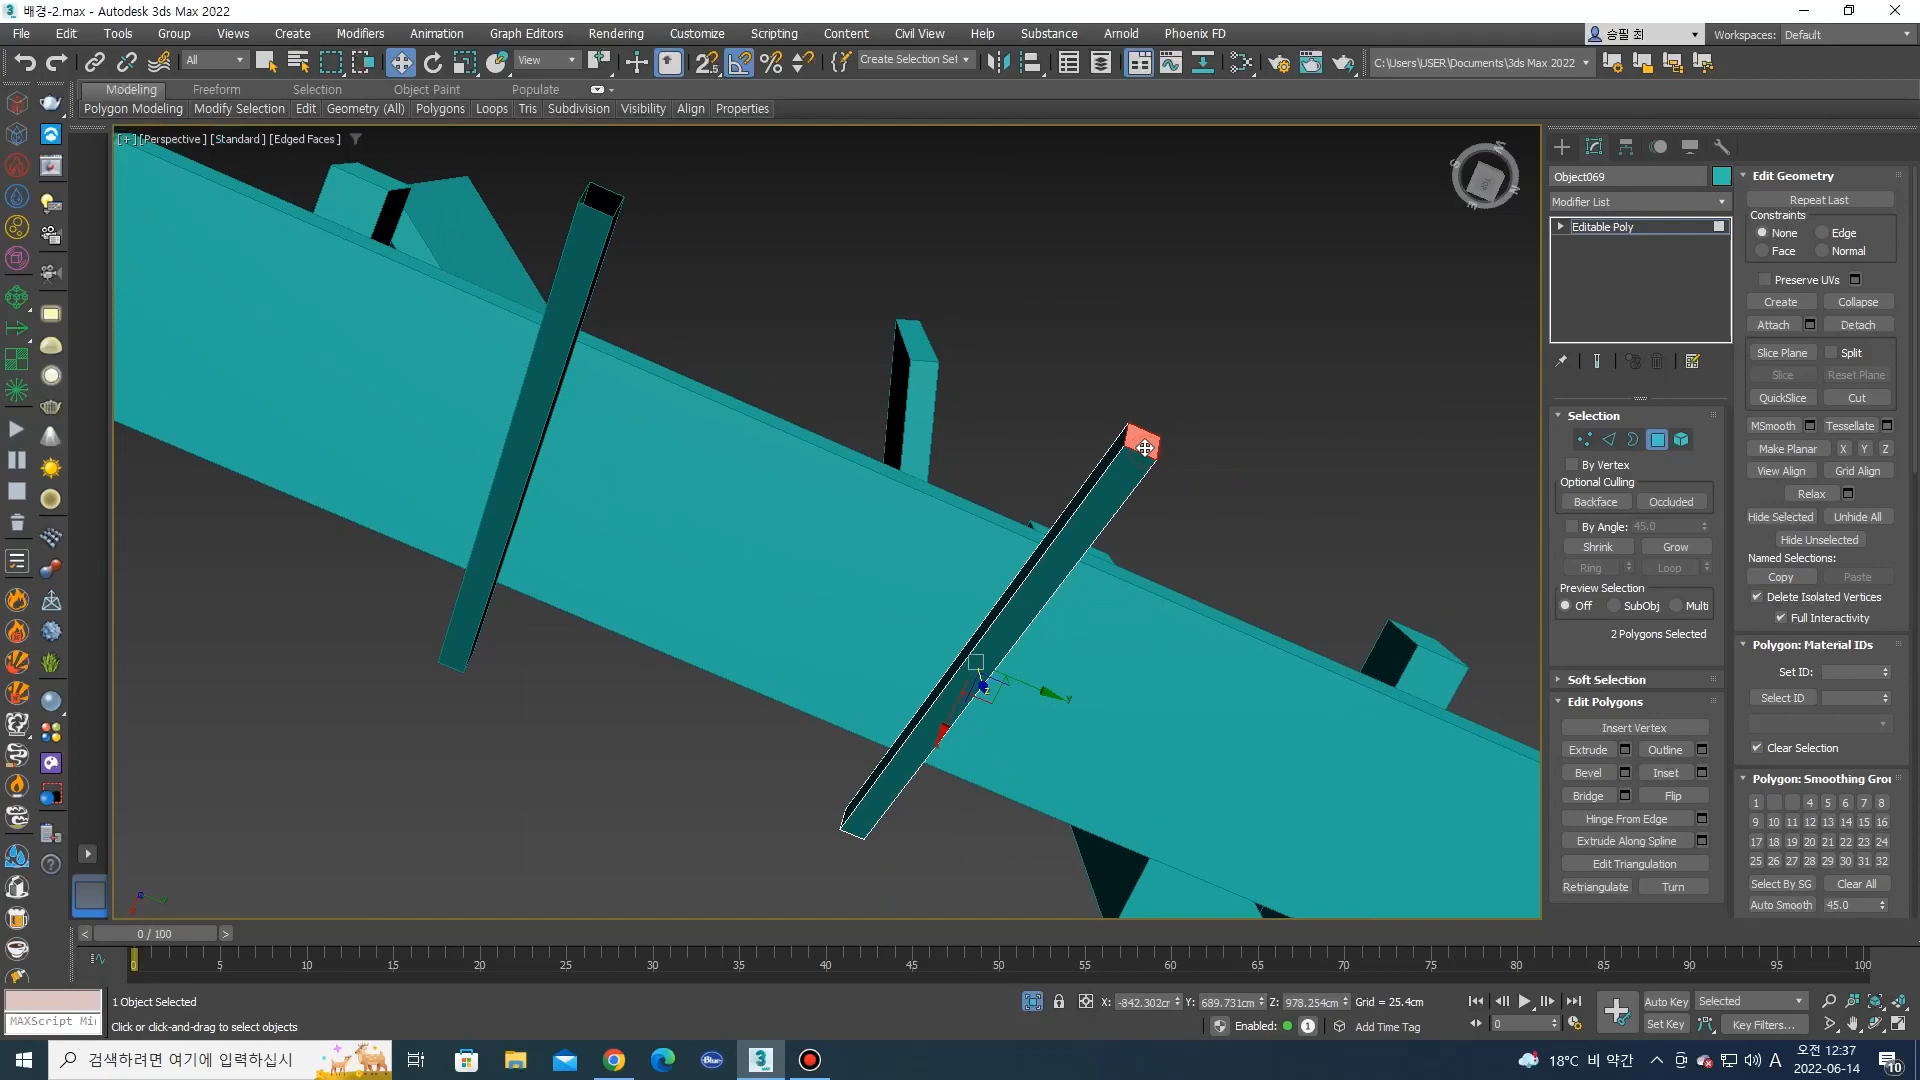 배경-2.max - Autodesk 3ds Max 2022
File Edit Tools Group Views Create Modifiers Animation Graph Editors Rendering Customize Scripting Content Civil View Help Substance Arnold Phoenix FD 승필 최 Workspaces: Default
All View Create Selection Set C:\Users\USER\Documents\3ds Max 2022
Modeling Freeform Selection Object Paint Populate
Polygon Modeling Modify Selection Edit Geometry (All) Polygons Loops Tris Subdivision Visibility Align Properties
[+] [Perspective ] [Standard ] [Edged Faces ]
Object069
Modifier List
Editable Poly
Selection
By Vertex
Optional Culling
Backface Occluded
By Angle: 45.0
Shrink Grow
Ring Loop
Preview Selection
Off SubObj Multi
2 Polygons Selected
Soft Selection
Edit Polygons
Insert Vertex
Extrude Outline
Bevel Inset
Bridge Flip
Hinge From Edge
Extrude Along Spline
Edit Triangulation
Retriangulate Turn
Edit Geometry
Repeat Last
Constraints
None Edge
Face Normal
Preserve UVs
Create Collapse
Attach Detach
Slice Plane Split
Slice Reset Plane
QuickSlice Cut
MSmooth Tessellate
Make Planar X Y Z
View Align Grid Align
Relax
Hide Selected Unhide All
Hide Unselected
Named Selections:
Copy Paste
Delete Isolated Vertices
Full Interactivity
Polygon: Material IDs
Set ID:
Select ID
Clear Selection
Polygon: Smoothing Grou
1 4 5 6 7 8
9 10 11 12 13 14 15 16
17 18 19 20 21 22 23 24
25 26 27 28 29 30 31 32
Select By SG Clear All
Auto Smooth 45.0
y
z
< 0 / 100 >
0 5 10 15 20 25 30 35 40 45 50 55 60 65 70 75 80 85 90 95 100
1 Object Selected X: -842.302cm Y: 689.731cm Z: 978.254cm Grid = 25.4cm Auto Key Selected
MAXScript Mi Click or click-and-drag to select objects Enabled: 1 Add Time Tag 0 Set Key Key Filters...
검색하려면 여기에 입력하십시 18°C 비 약간 A 오전 12:37
2022-06-14 10